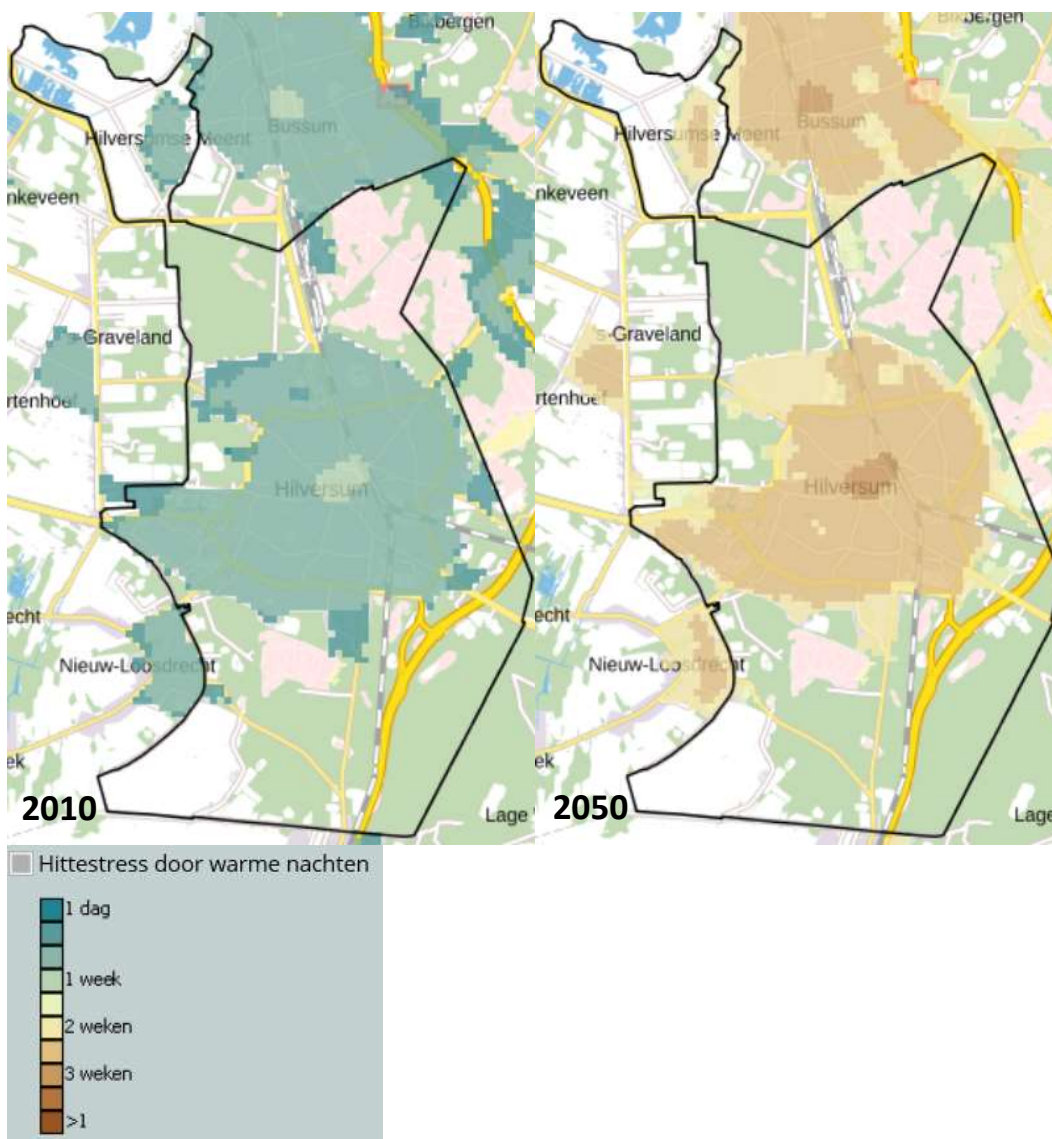 Bikbergen
Bussum
Hilversumse Meent
nkeveen
's-Graveland
rtenhoef
Hilversum
echt
Nieuw-Loosdrecht
ek
2010
Lage
bergen
Bussum
Hilversumse Meent
nkeveen
's-Graveland
rtenhoef
Hilversum
echt
Nieuw-Loosdrecht
ek
2050
Lage
Hittestress door warme nachten
1 dag
1 week
2 weken
3 weken
>1